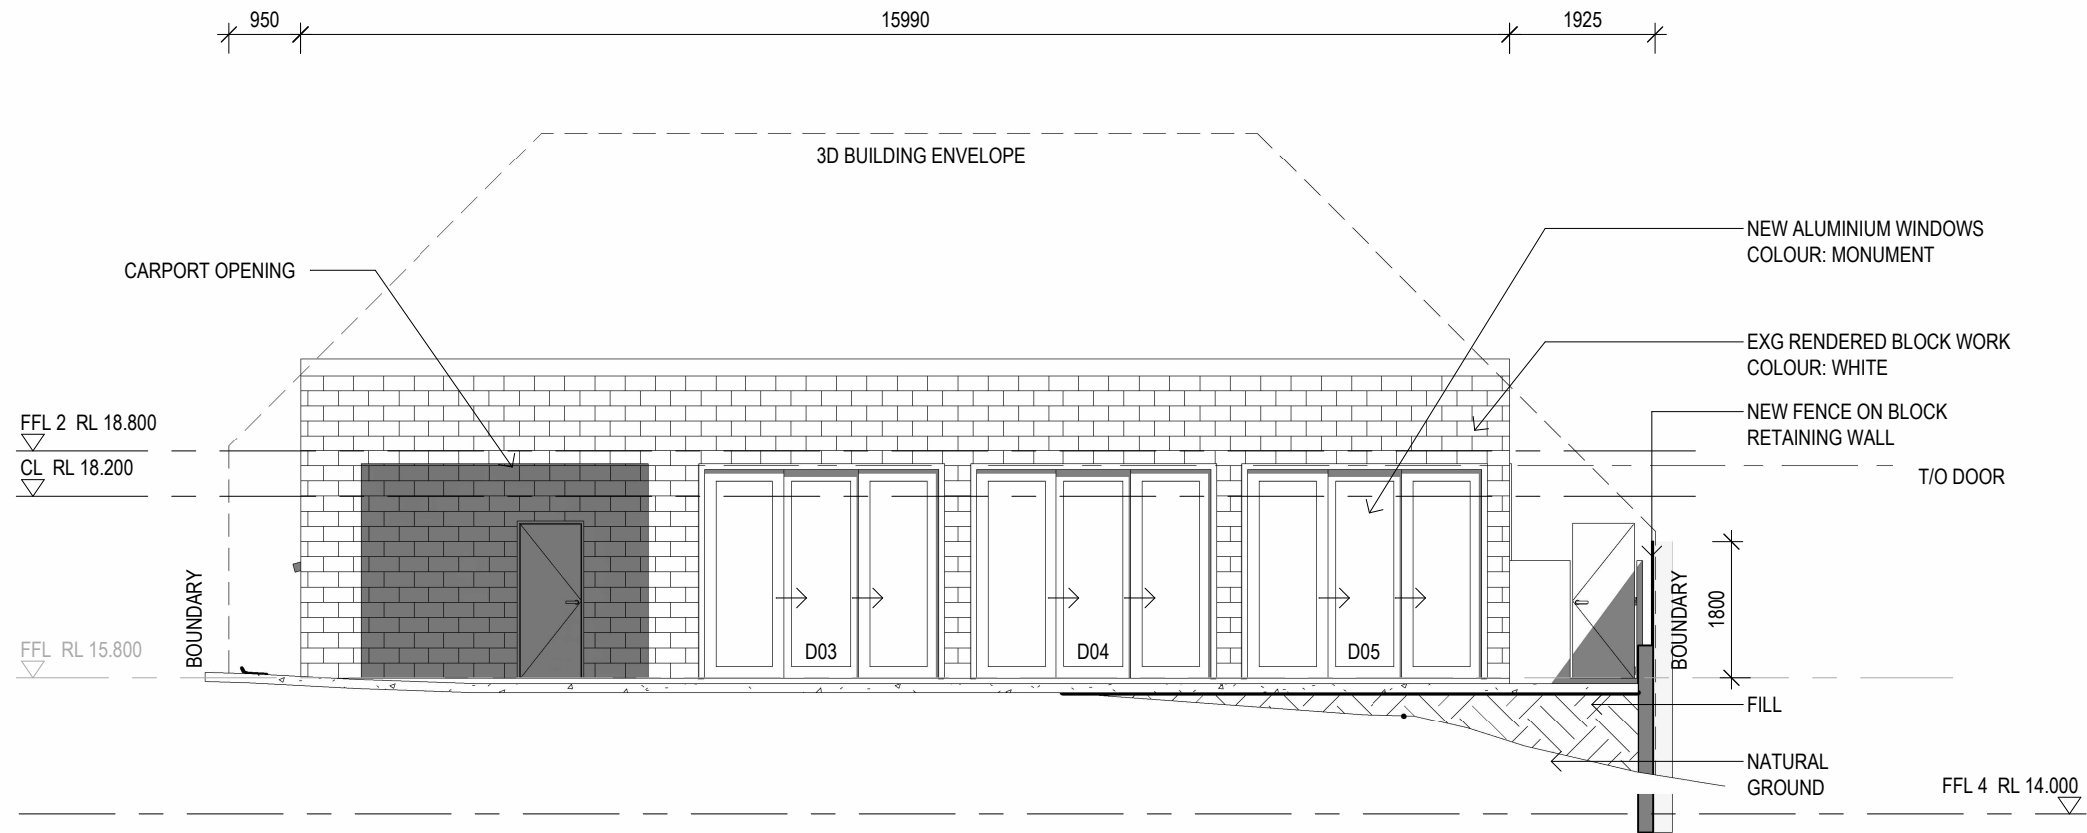 950
15990
1925
3D BUILDING ENVELOPE
NEW ALUMINIUM WINDOWS
COLOUR: MONUMENT
CARPORT OPENING
EXG RENDERED BLOCK WORK
COLOUR: WHITE
NEW FENCE ON BLOCK
RETAINING WALL
FFL 2 RL 18.800
CL RL 18.200
T/O DOOR
BOUNDARY
BOUNDARY
1800
FFL RL 15.800
D03
D04
D05
FILL
NATURAL
GROUND
FFL 4 RL 14.000